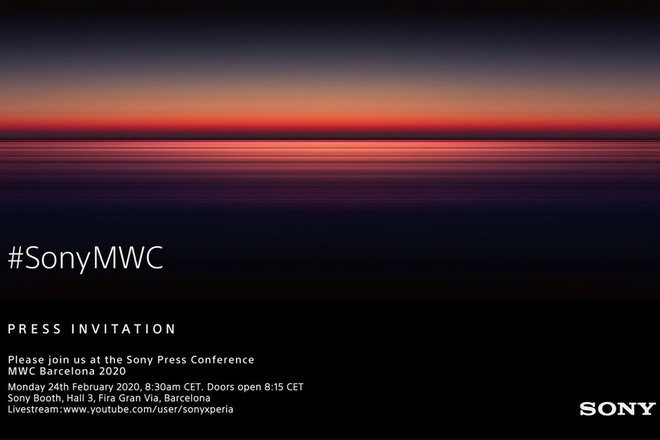 #SonyMWC
PRESS INVITATION
Please join us at the Sony Press Conference
MWC Barcelona 2020
Monday 24th February 2020, 8:30am CET. Doors open 8:15 CET
Sony Booth, Hall 3, Fira Gran Via, Barcelona
Livestream:www.youtube.com/user/sonyxperia
SONY